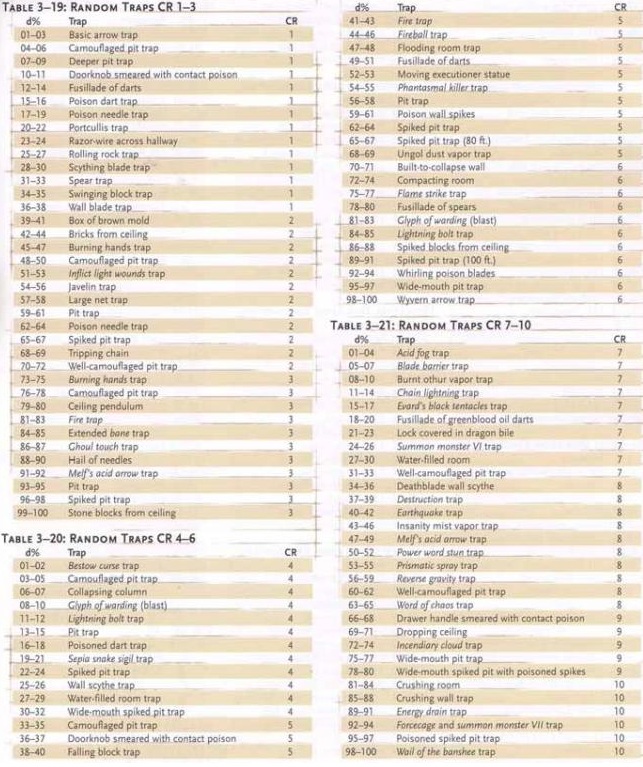 TABLE 3–19: RANDOM TRAPS CR 1–3
d% Trap CR
01–03 Basic arrow trap 1
04–06 Camouflaged pit trap 1
07–09 Deeper pit trap 1
10–11 Doorknob smeared with contact poison 1
12–14 Fusillade of darts 1
15–16 Poison dart trap 1
17–19 Poison needle trap 1
20–22 Portcullis trap 1
23–24 Razor-wire across hallway 1
25–27 Rolling rock trap 1
28–30 Scything blade trap 1
31–33 Spear trap 1
34–35 Swinging block trap 1
36–38 Wall blade trap 1
39–41 Box of brown mold 2
42–44 Bricks from ceiling 2
45–47 Burning hands trap 2
48–50 Camouflaged pit trap 2
51–53 Inflict light wounds trap 2
54–56 Javelin trap 2
57–58 Large net trap 2
59–61 Pit trap 2
62–64 Poison needle trap 2
65–67 Spiked pit trap 2
68–69 Tripping chain 2
70–72 Well-camouflaged pit trap 2
73–75 Burning hands trap 3
76–78 Camouflaged pit trap 3
79–80 Ceiling pendulum 3
81–83 Fire trap 3
84–85 Extended bane trap 3
86–87 Ghoul touch trap 3
88–90 Hail of needles 3
91–92 Melf's acid arrow trap 3
93–95 Pit trap 3
96–98 Spiked pit trap 3
99–100 Stone blocks from ceiling 3
TABLE 3–20: RANDOM TRAPS CR 4–6
d% Trap CR
01–02 Bestow curse trap 4
03–05 Camouflaged pit trap 4
06–07 Collapsing column 4
08–10 Glyph of warding (blast) 4
11–12 Lightning bolt trap 4
13–15 Pit trap 4
16–18 Poisoned dart trap 4
19–21 Sepia snake sigil trap 4
22–24 Spiked pit trap 4
25–26 Wall scythe trap 4
27–29 Water-filled room trap 4
30–32 Wide-mouth spiked pit trap 4
33–35 Camouflaged pit trap 5
36–37 Doorknob smeared with contact poison 5
38–40 Falling block trap 5
d% Trap CR
41–43 Fire trap 5
44–46 Fireball trap 5
47–48 Flooding room trap 5
49–51 Fusillade of darts 5
52–53 Moving executioner statue 5
54–55 Phantasmal killer trap 5
56–58 Pit trap 5
59–61 Poison wall spikes 5
62–64 Spiked pit trap 5
65–67 Spiked pit trap (80 ft.) 5
68–69 Ungol dust vapor trap 5
70–71 Built-to-collapse wall 6
72–74 Compacting room 6
75–77 Flame strike trap 6
78–80 Fusillade of spears 6
81–83 Glyph of warding (blast) 6
84–85 Lightning bolt trap 6
86–88 Spiked blocks from ceiling 6
89–91 Spiked pit trap (100 ft.) 6
92–94 Whirling poison blades 6
95–97 Wide-mouth pit trap 6
98–100 Wyvern arrow trap 6
TABLE 3–21: RANDOM TRAPS CR 7–10
d% Trap CR
01–04 Acid fog trap 7
05–07 Blade barrier trap 7
08–10 Burnt othur vapor trap 7
11–14 Chain lightning trap 7
15–17 Evard's black tentacles trap 7
18–20 Fusillade of greenblood oil darts 7
21–23 Lock covered in dragon bile 7
24–26 Summon monster VI trap 7
27–30 Water-filled room 7
31–33 Well-camouflaged pit trap 7
34–36 Deathblade wall scythe 8
37–39 Destruction trap 8
40–42 Earthquake trap 8
43–46 Insanity mist vapor trap 8
47–49 Melf's acid arrow trap 8
50–52 Power word stun trap 8
53–55 Prismatic spray trap 8
56–59 Reverse gravity trap 8
60–62 Well-camouflaged pit trap 8
63–65 Word of chaos trap 8
66–68 Drawer handle smeared with contact poison 9
69–71 Dropping ceiling 9
72–74 Incendiary cloud trap 9
75–77 Wide-mouth pit trap 9
78–80 Wide-mouth spiked pit with poisoned spikes 9
81–84 Crushing room 10
85–88 Crushing wall trap 10
89–91 Energy drain trap 10
92–94 Forcecage and summon monster VII trap 10
95–97 Poisoned spiked pit trap 10
98–100 Wail of the banshee trap 10